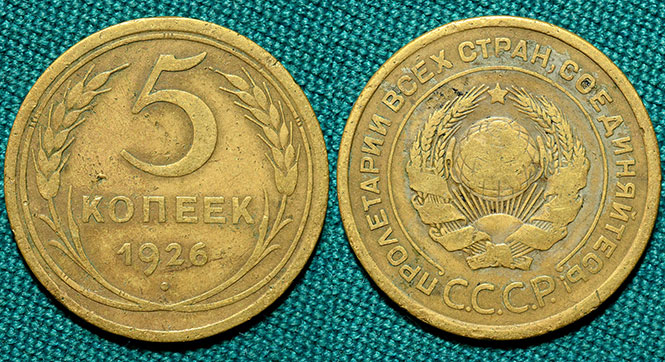 5
КОПЕЕК
1926
ПРОЛЕТАРИИ ВСЕХ СТРАН, СОЕДИНЯЙТЕСЬ!
С.С.С.Р.